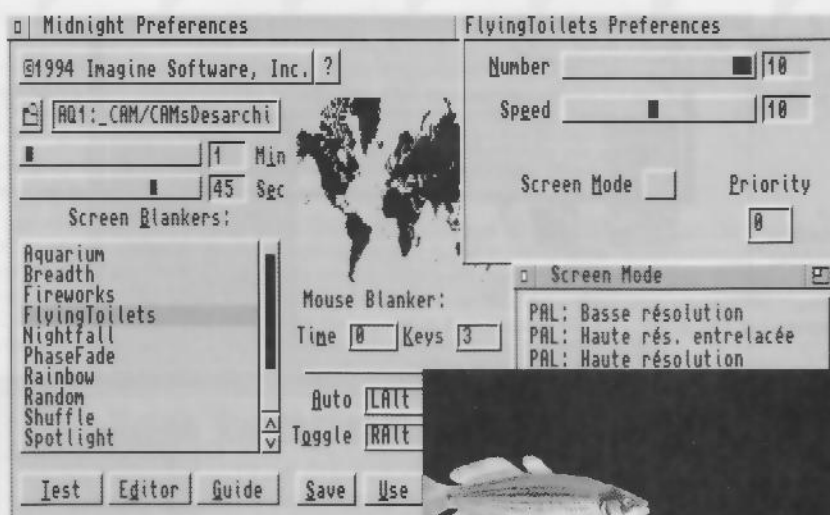 Midnight Preferences
©1994 Imagine Software, Inc. ?
AQ1:_CAM/CAMsDesarchi
1 Min
45 Sec
Screen Blankers:
Aquarium
Breadth
Fireworks
FlyingToilets
Nightfall
PhaseFade
Rainbow
Random
Shuffle
Spotlight
Test Editor Guide
Mouse Blanker:
Time 0 Keys 3
Auto LAlt
Toggle RAlt
Save Use
FlyingToilets Preferences
Number 10
Speed 10
Screen Mode Priority
0
Screen Mode
PAL: Basse résolution
PAL: Haute rés. entrelacée
PAL: Haute résolution